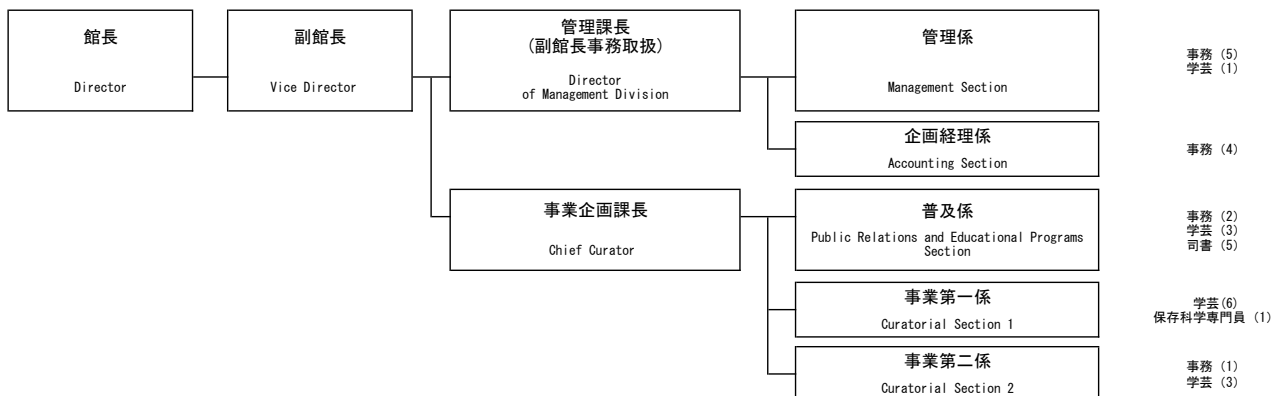 館長
Director
副館長
Vice Director
管理課長
(副館長事務取扱)
Director
of Management Division
管理係
Management Section
事務 (5)
学芸 (1)
企画経理係
Accounting Section
事務 (4)
事業企画課長
Chief Curator
普及係
Public Relations and Educational Programs
Section
事務 (2)
学芸 (3)
司書 (5)
事業第一係
Curatorial Section 1
学芸(6)
保存科学専門員 (1)
事業第二係
Curatorial Section 2
事務 (1)
学芸 (3)